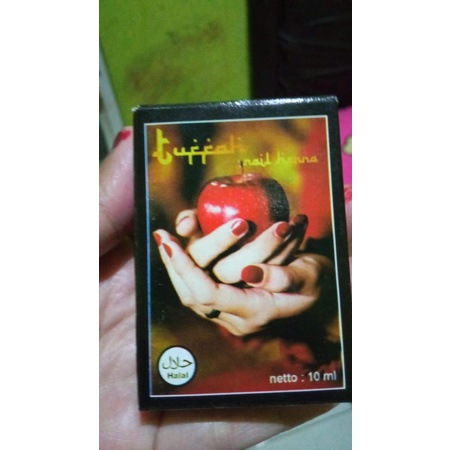 tuffah
nail henna
حلال
Halal
netto : 10 ml